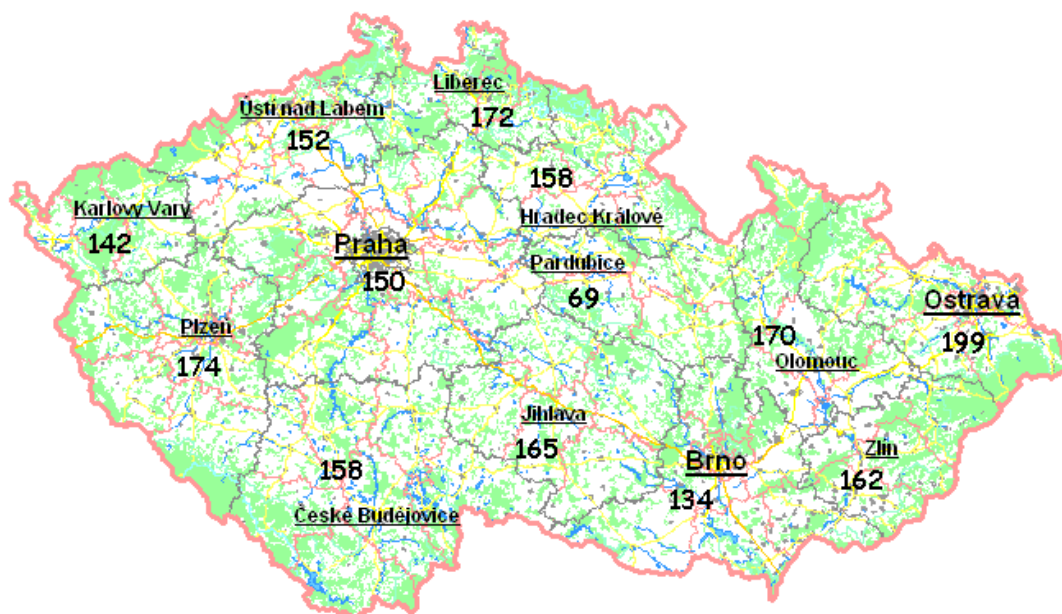 Liberec
172
Ústí nad Labem
152
158
Hradec Králové
Karlovy Vary
142
Praha
150
Pardubice
69
Ostrava
199
Plzeň
174
170
Olomouc
Jihlava
165
Brno
134
Zlín
162
158
České Budějovice